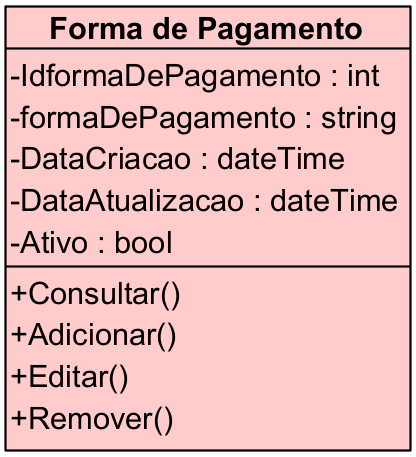 Forma de Pagamento
-IdformaDePagamento : int
-formaDePagamento : string
-DataCriacao : dateTime
-DataAtualizacao : dateTime
-Ativo : bool
+Consultar()
+Adicionar()
+Editar()
+Remover()